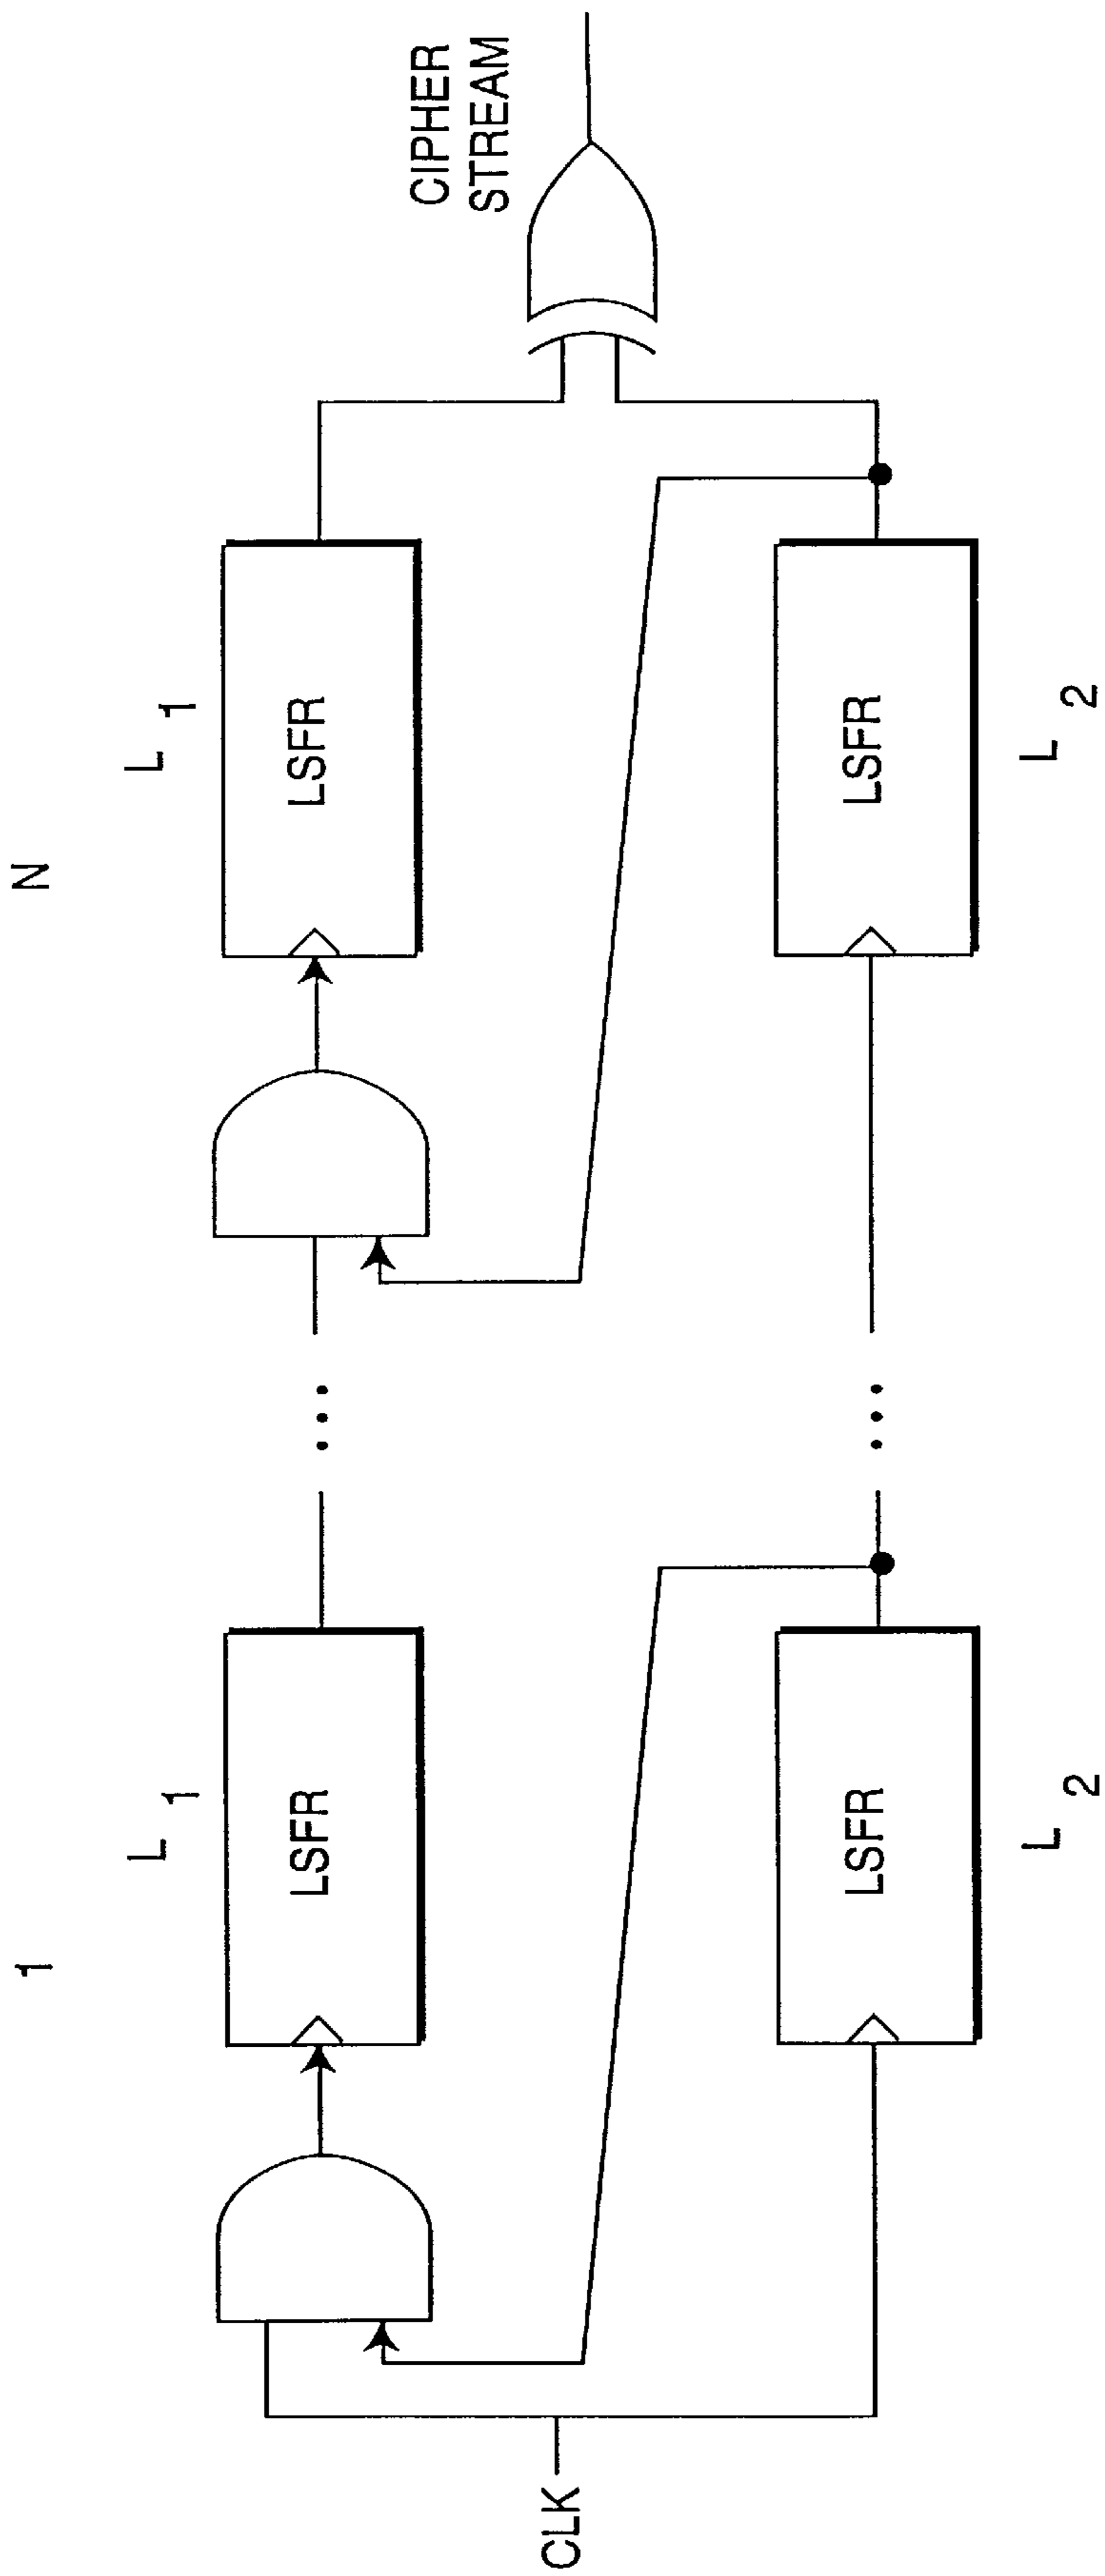 1
N
L 1
L 1
LSFR
LSFR
CIPHER
STREAM
CLK
LSFR
LSFR
L 2
L 2